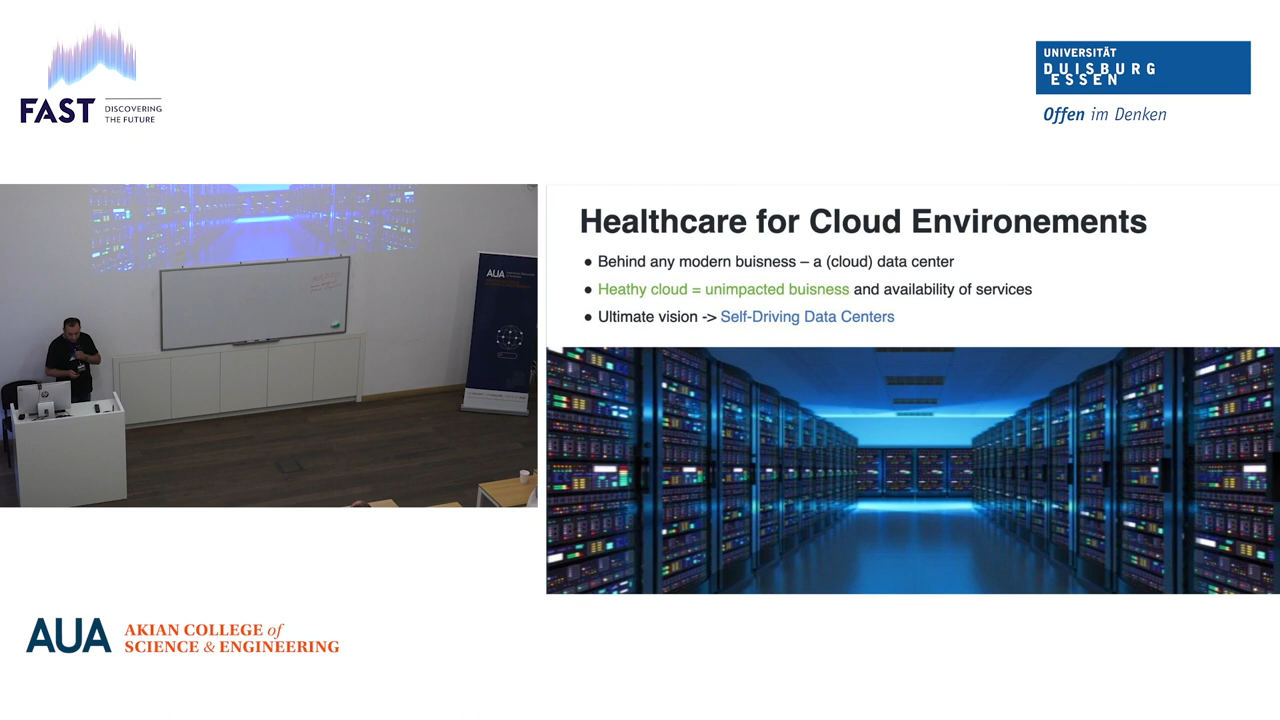 FAST
DISCOVERING
THE FUTURE
UNIVERSITÄT
DUISBURG
ESSEN
Offen im Denken
Healthcare for Cloud Environements
● Behind any modern buisness – a (cloud) data center
● Heathy cloud = unimpacted buisness and availability of services
● Ultimate vision -> Self-Driving Data Centers
AUA
AUA
AKIAN COLLEGE of
SCIENCE & ENGINEERING